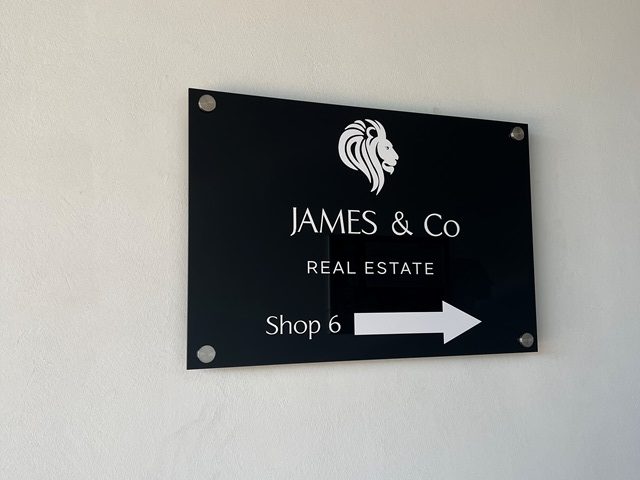 JAMES & Co
REAL ESTATE
Shop 6